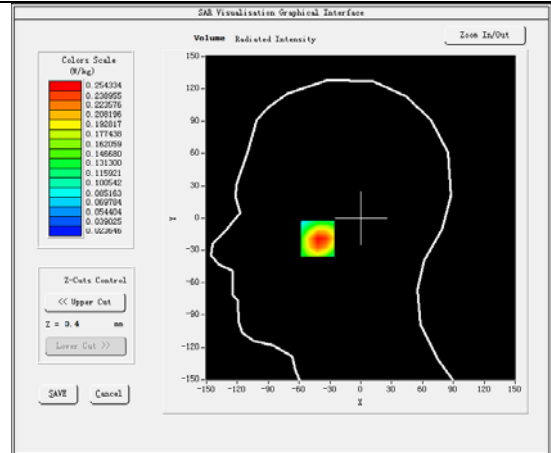 SAR Visualisation Graphical Interface
Volume Radiated Intensity
Zoom In/Out
Colors Scale
(W/kg)
0.254334
0.238955
0.223576
0.208196
0.192817
0.177438
0.162059
0.146680
0.131300
0.115921
0.100542
0.085163
0.069784
0.054404
0.039025
0.023646
Z-Cuts Control
<< Upper Cut
Z = 0.4 mm
Lower Cut >>
SAVE
Cancel
150
120
90
60
30
0
-30
-60
-90
-120
-150
Y
-150 -120 -90 -60 -30 0 30 60 90 120 150
X